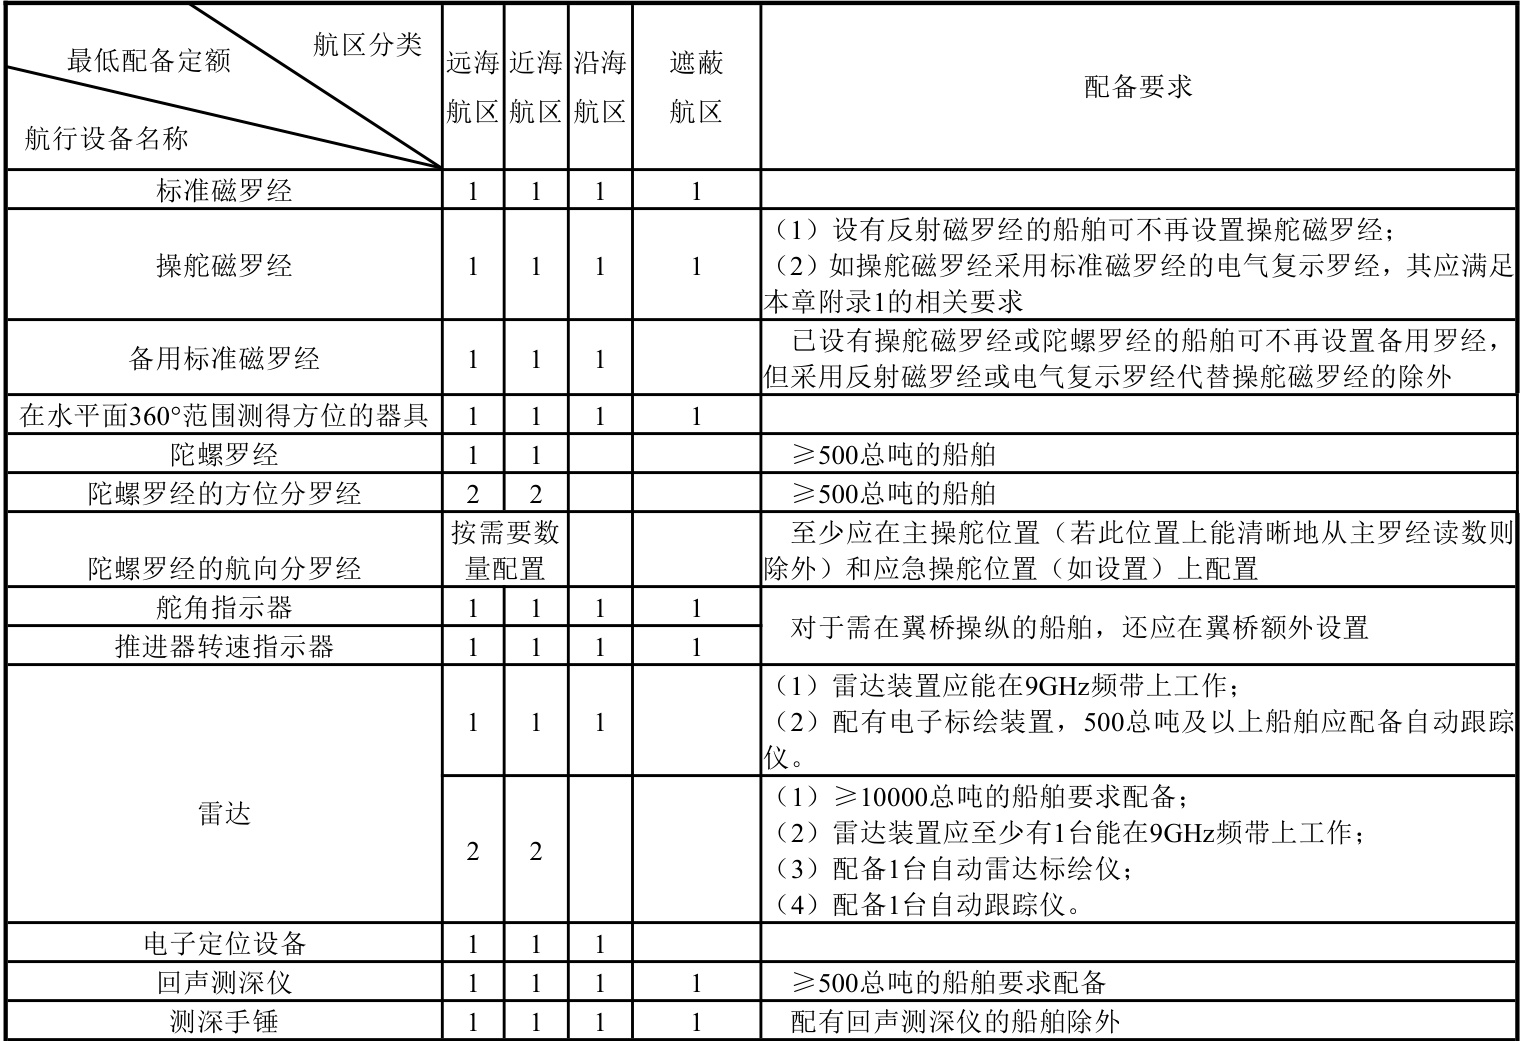 航区分类
最低配备定额
航行设备名称
远海
航区
近海
航区
沿海
航区
遮蔽
航区
配备要求
标准磁罗经 1 1 1 1
操舵磁罗经 1 1 1 1
（1）设有反射磁罗经的船舶可不再设置操舵磁罗经；
（2）如操舵磁罗经采用标准磁罗经的电气复示罗经，其应满足
本章附录1的相关要求
备用标准磁罗经 1 1 1
已设有操舵磁罗经或陀螺罗经的船舶可不再设置备用罗经，
但采用反射磁罗经或电气复示罗经代替操舵磁罗经的除外
在水平面360°范围测得方位的器具 1 1 1 1
陀螺罗经 1 1 ≥500总吨的船舶
陀螺罗经的方位分罗经 2 2 ≥500总吨的船舶
陀螺罗经的航向分罗经
按需要数
量配置
至少应在主操舵位置（若此位置上能清晰地从主罗经读数则
除外）和应急操舵位置（如设置）上配置
舵角指示器 1 1 1 1
推进器转速指示器 1 1 1 1
对于需在翼桥操纵的船舶，还应在翼桥额外设置
雷达
1 1 1
（1）雷达装置应能在9GHz频带上工作；
（2）配有电子标绘装置，500总吨及以上船舶应配备自动跟踪
仪。
2 2
（1）≥10000总吨的船舶要求配备；
（2）雷达装置应至少有1台能在9GHz频带上工作；
（3）配备1台自动雷达标绘仪；
（4）配备1台自动跟踪仪。
电子定位设备 1 1 1
回声测深仪 1 1 1 1 ≥500总吨的船舶要求配备
测深手锤 1 1 1 1 配有回声测深仪的船舶除外